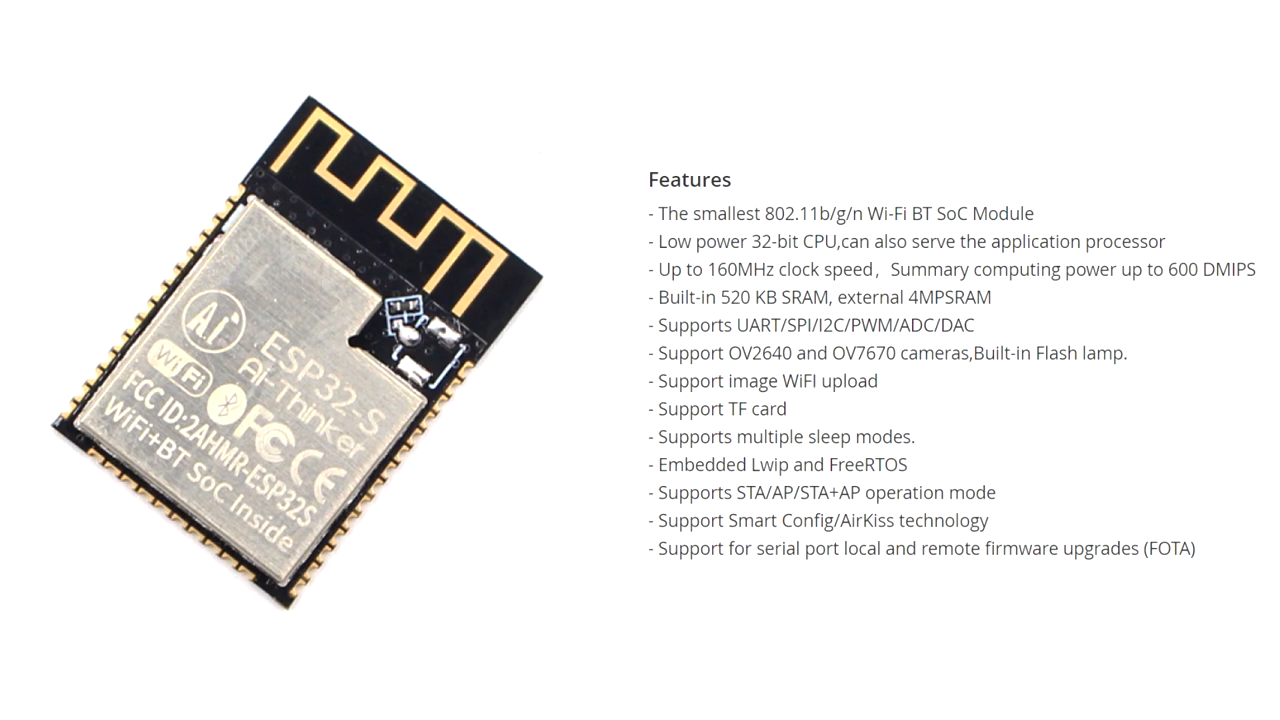 Ai
ESP32-S
Ai-Thinker
WiFi
FC CE
FCC ID:2AHMR-ESP32S
WiFi+BT SoC Inside
Features
- The smallest 802.11b/g/n Wi-Fi BT SoC Module
- Low power 32-bit CPU,can also serve the application processor
- Up to 160MHz clock speed，Summary computing power up to 600 DMIPS
- Built-in 520 KB SRAM, external 4MPSRAM
- Supports UART/SPI/I2C/PWM/ADC/DAC
- Support OV2640 and OV7670 cameras,Built-in Flash lamp.
- Support image WiFI upload
- Support TF card
- Supports multiple sleep modes.
- Embedded Lwip and FreeRTOS
- Supports STA/AP/STA+AP operation mode
- Support Smart Config/AirKiss technology
- Support for serial port local and remote firmware upgrades (FOTA)